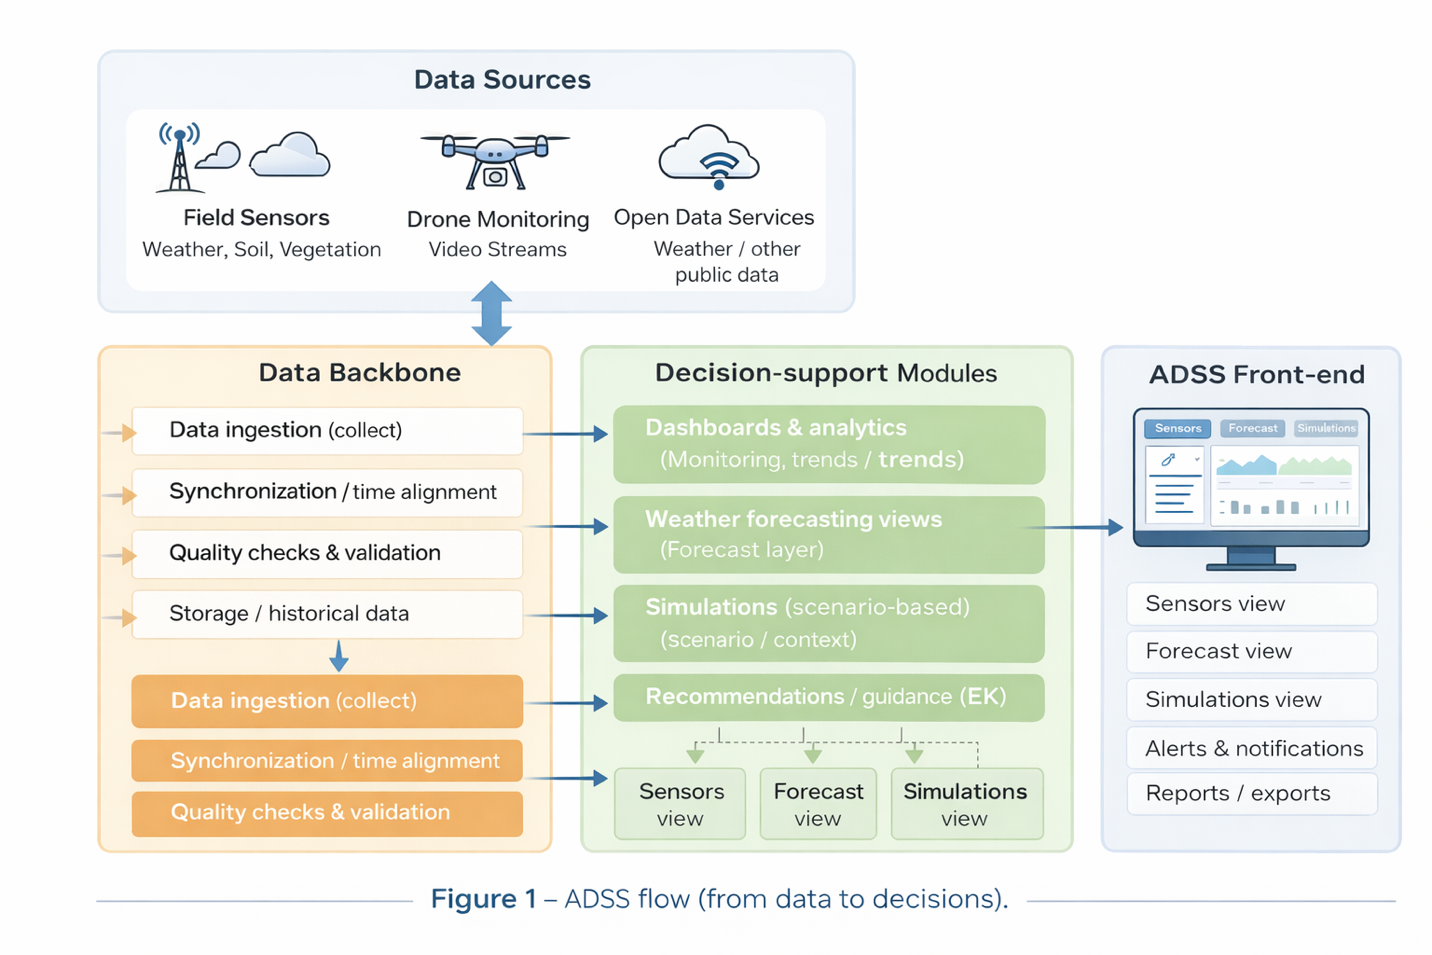 Data Sources
Field Sensors
Weather, Soil, Vegetation
Drone Monitoring
Video Streams
Open Data Services
Weather / other
public data
Data Backbone
Data ingestion (collect)
Synchronization / time alignment
Quality checks & validation
Storage / historical data
Data ingestion (collect)
Synchronization / time alignment
Quality checks & validation
Decision-support Modules
Dashboards & analytics
(Monitoring, trends / trends)
Weather forecasting views
(Forecast layer)
Simulations (scenario-based)
(scenario / context)
Recommendations / guidance (EK)
Sensors
view
Forecast
view
Simulations
view
ADSS Front-end
Sensors
Forecast
Simulations
Sensors view
Forecast view
Simulations view
Alerts & notifications
Reports / exports
Figure 1 – ADSS flow (from data to decisions).